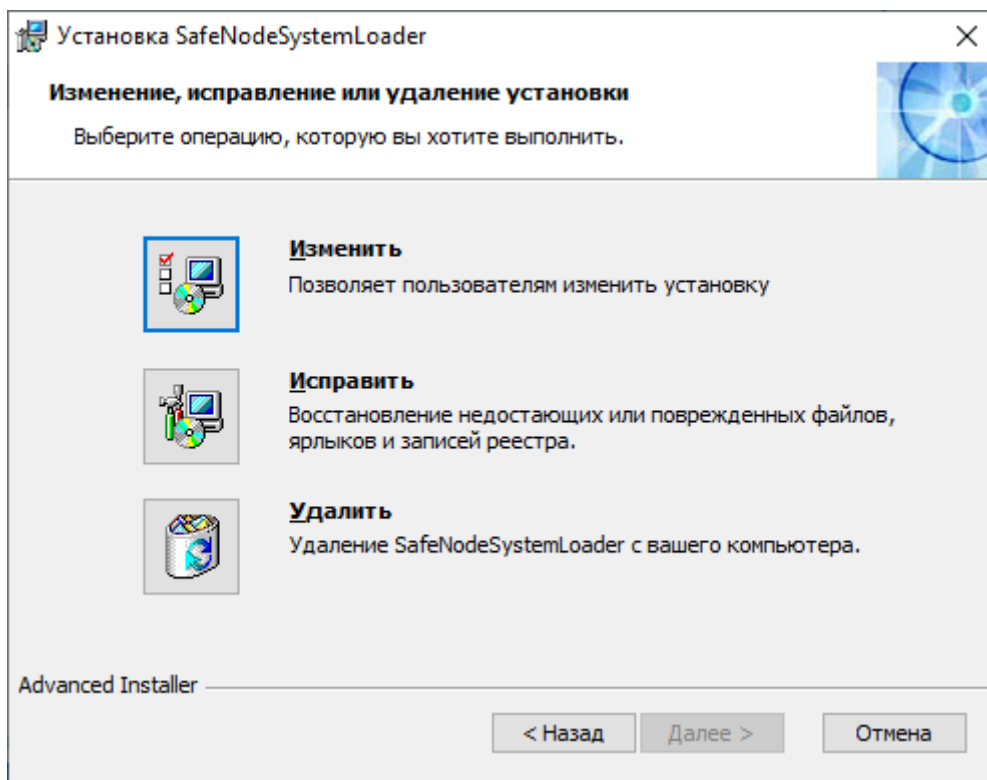 Установка SafeNodeSystemLoader
Изменение, исправление или удаление установки
Выберите операцию, которую вы хотите выполнить.
Изменить
Позволяет пользователям изменить установку
Исправить
Восстановление недостающих или поврежденных файлов,
ярлыков и записей реестра.
Удалить
Удаление SafeNodeSystemLoader с вашего компьютера.
Advanced Installer
< Назад
Далее >
Отмена